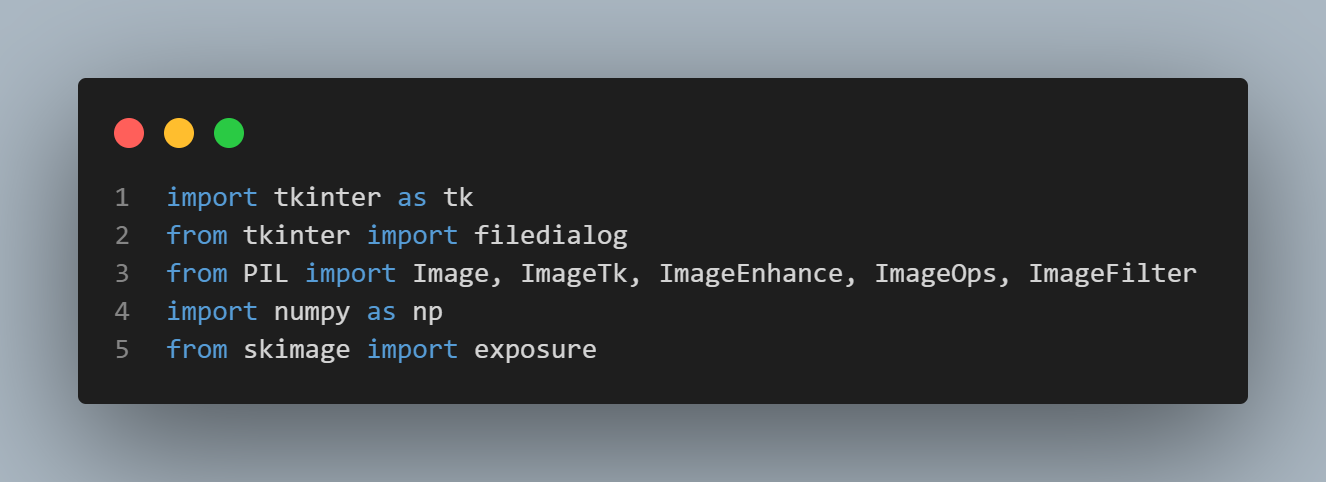 1 import tkinter as tk
2 from tkinter import filedialog
3 from PIL import Image, ImageTk, ImageEnhance, ImageOps, ImageFilter
4 import numpy as np
5 from skimage import exposure